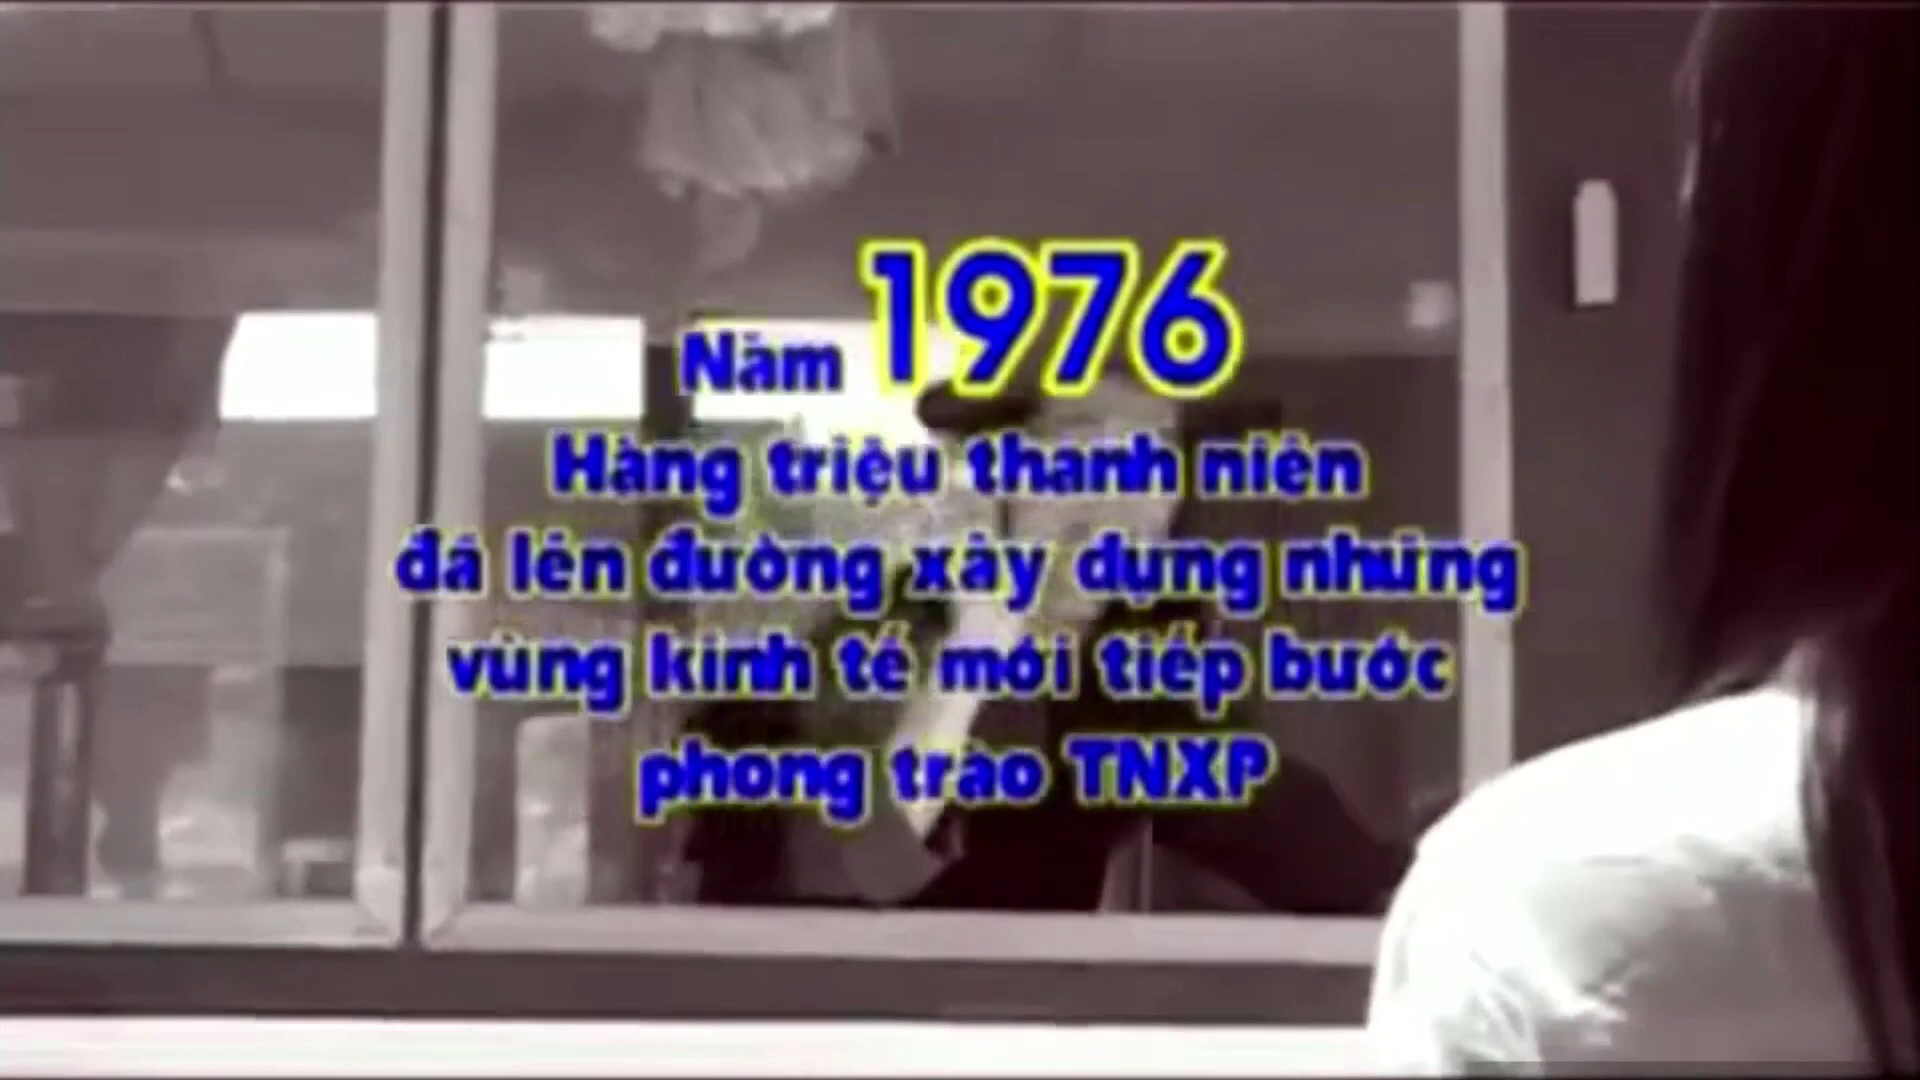 Năm 1976
Hàng triệu thanh niên
đã lên đường xây dựng những
vùng kinh tế mới tiếp bước
phong trào TNXP